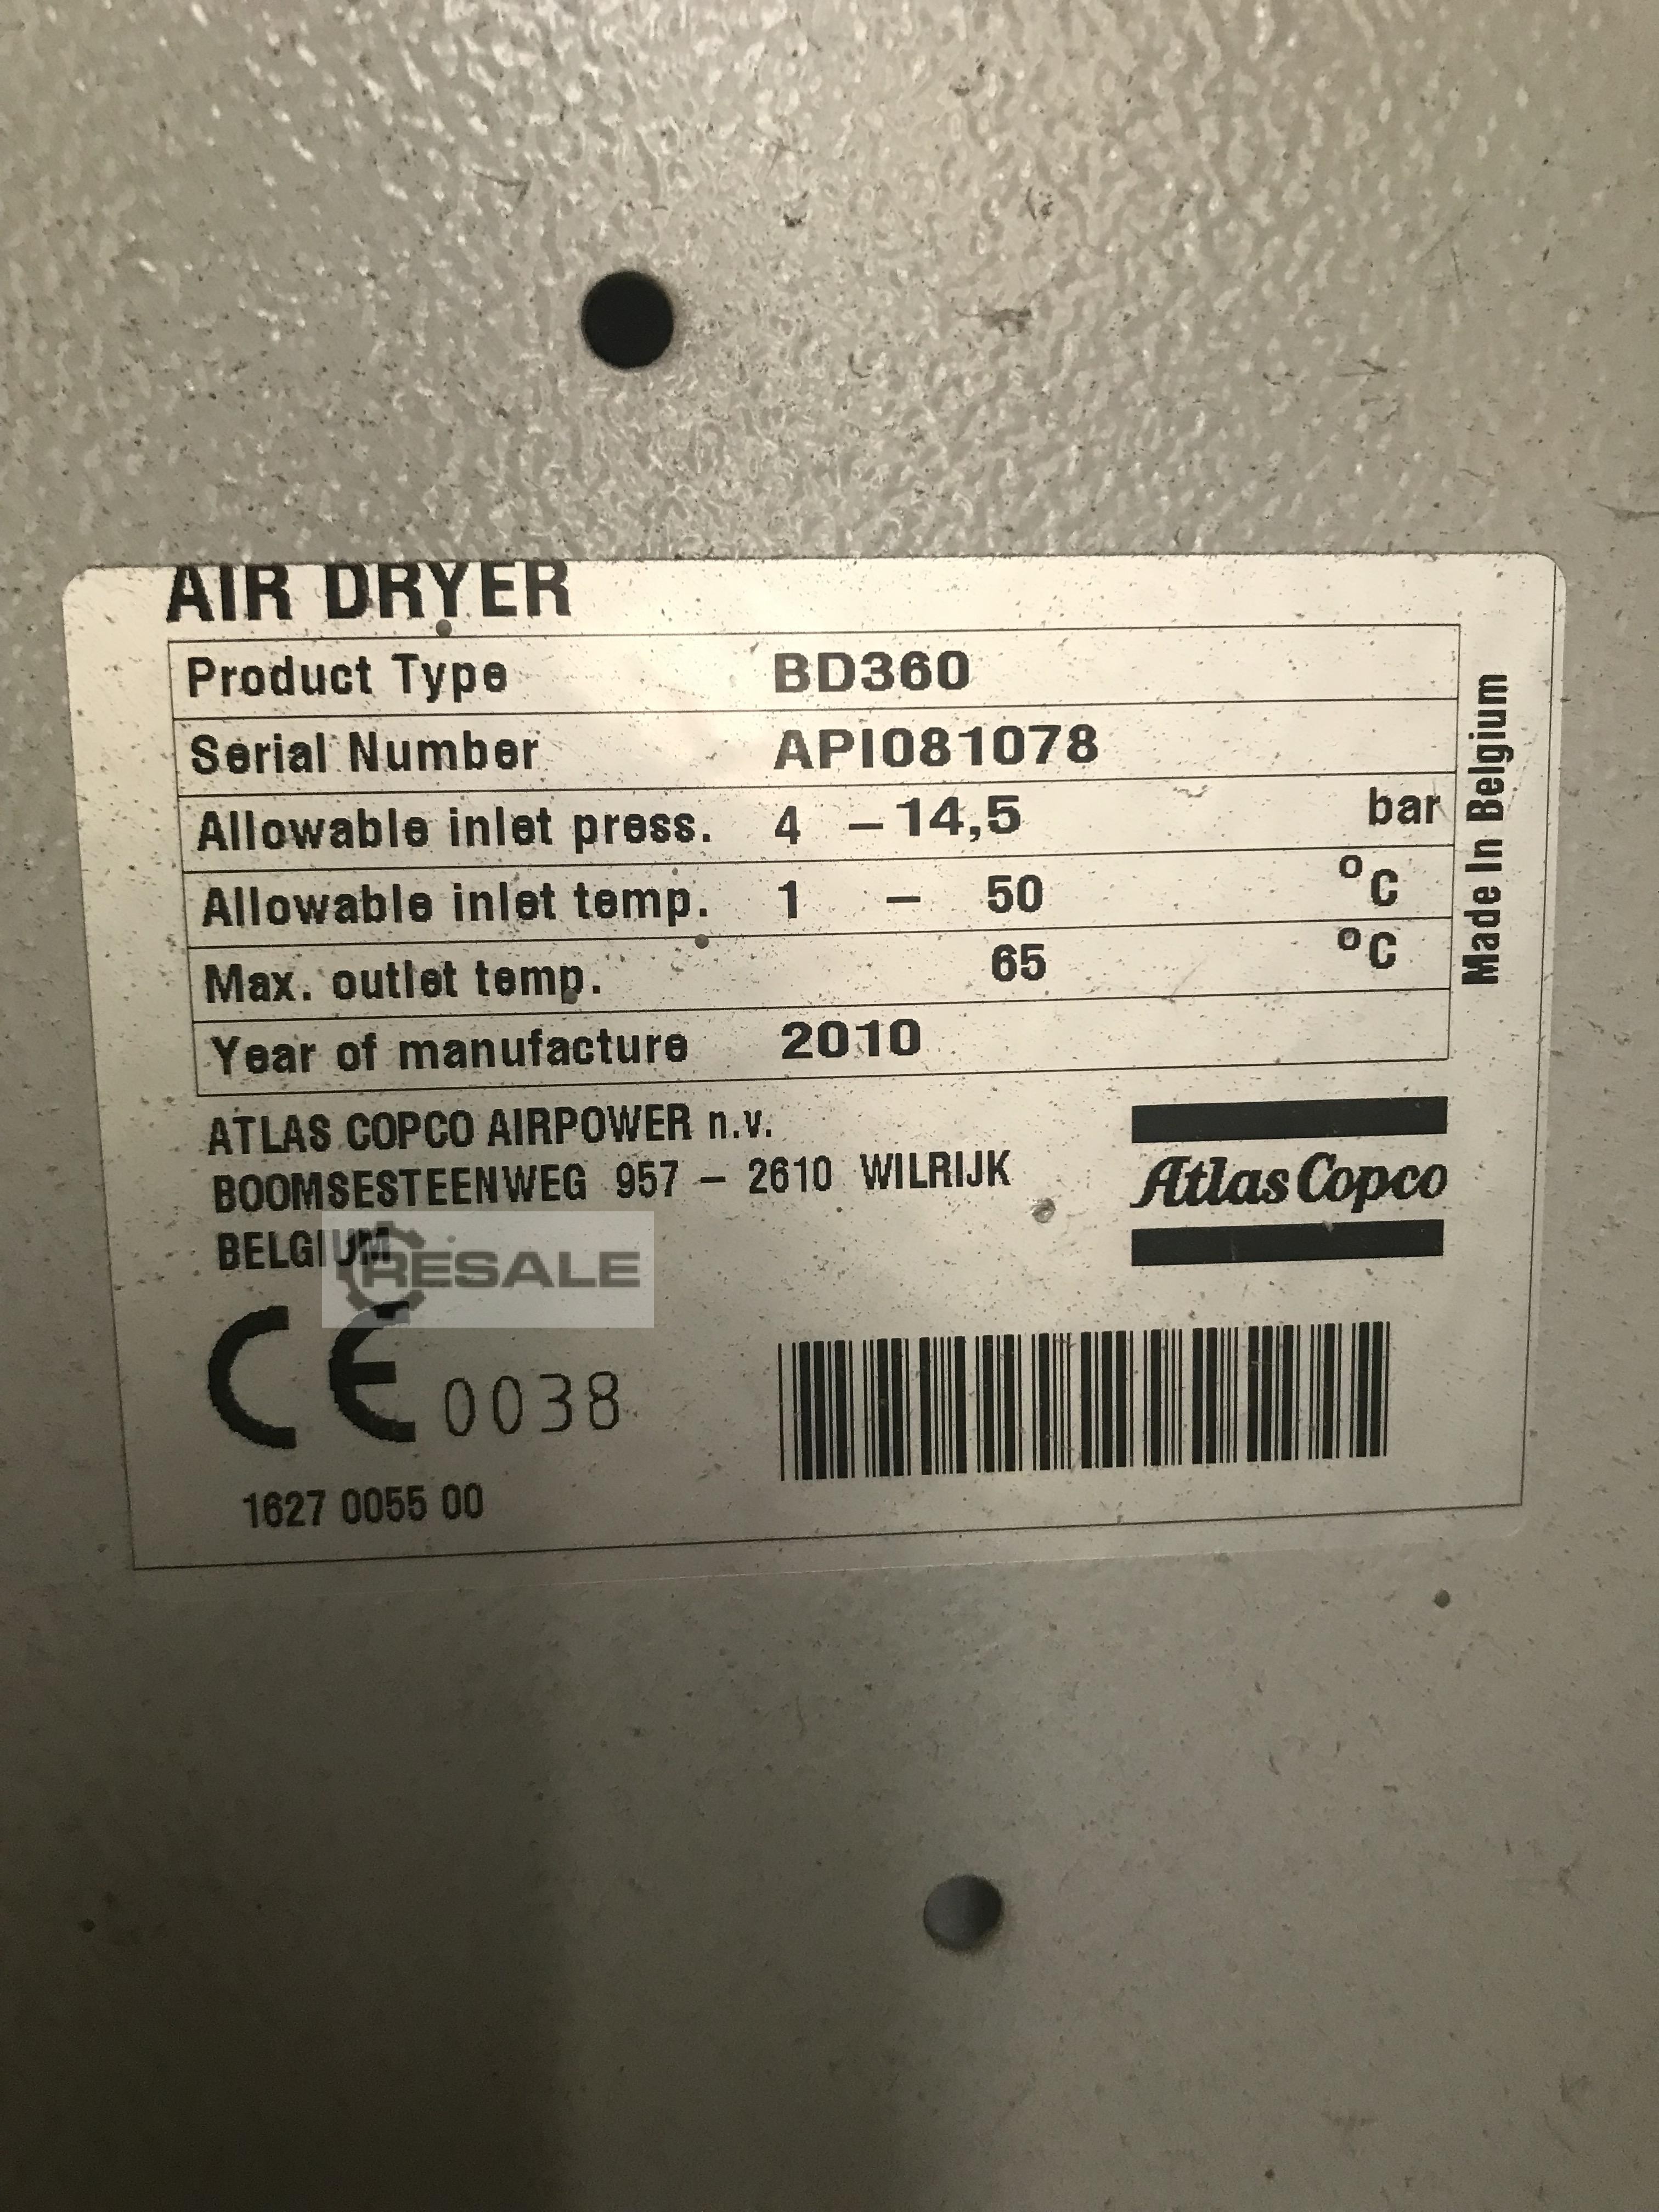 AIR DRYER
Product Type BD360
Serial Number API081078
Allowable inlet press. 4 – 14,5 bar
Allowable inlet temp. 1 – 50 °C
Max. outlet temp. 65 °C
Year of manufacture 2010
Made In Belgium
ATLAS COPCO AIRPOWER n.v.
BOOMSESTEENWEG 957 – 2610 WILRIJK
BELGIUM
Atlas Copco
RESALE
CE 0038
1627 0055 00